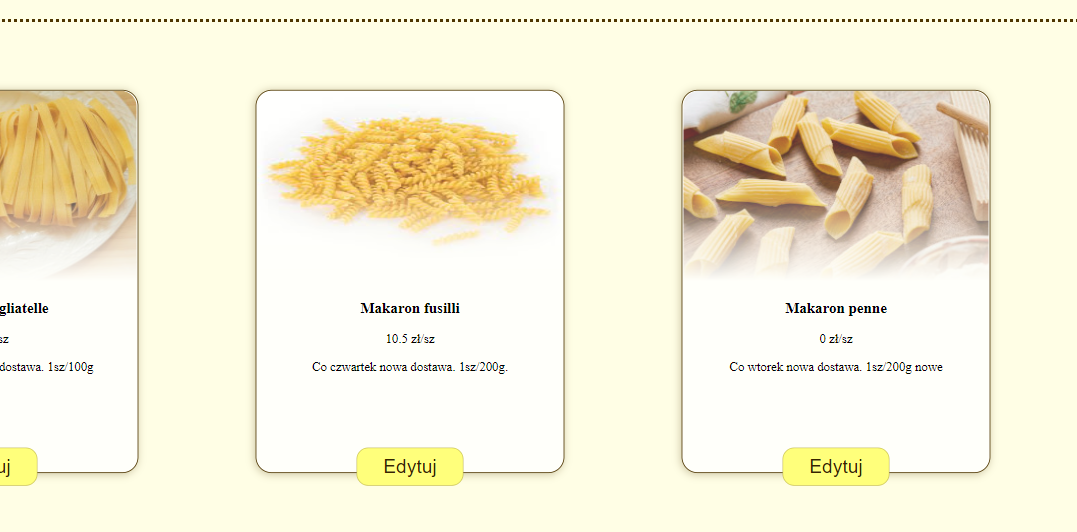 gliatelle
sz
dostawa. 1sz/100g
uj
Makaron fusilli
10.5 zł/sz
Co czwartek nowa dostawa. 1sz/200g.
Edytuj
Makaron penne
0 zł/sz
Co wtorek nowa dostawa. 1sz/200g nowe
Edytuj